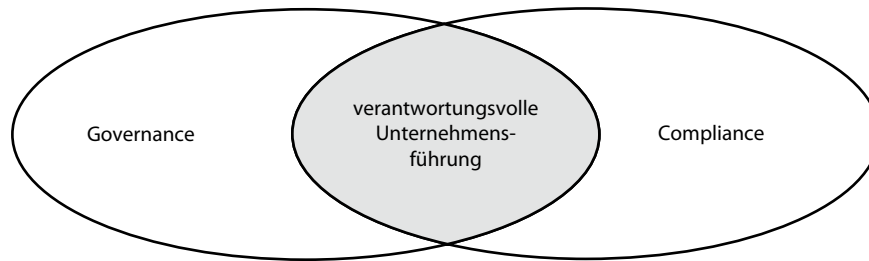 Governance
verantwortungsvolle
Unternehmens-
führung
Compliance